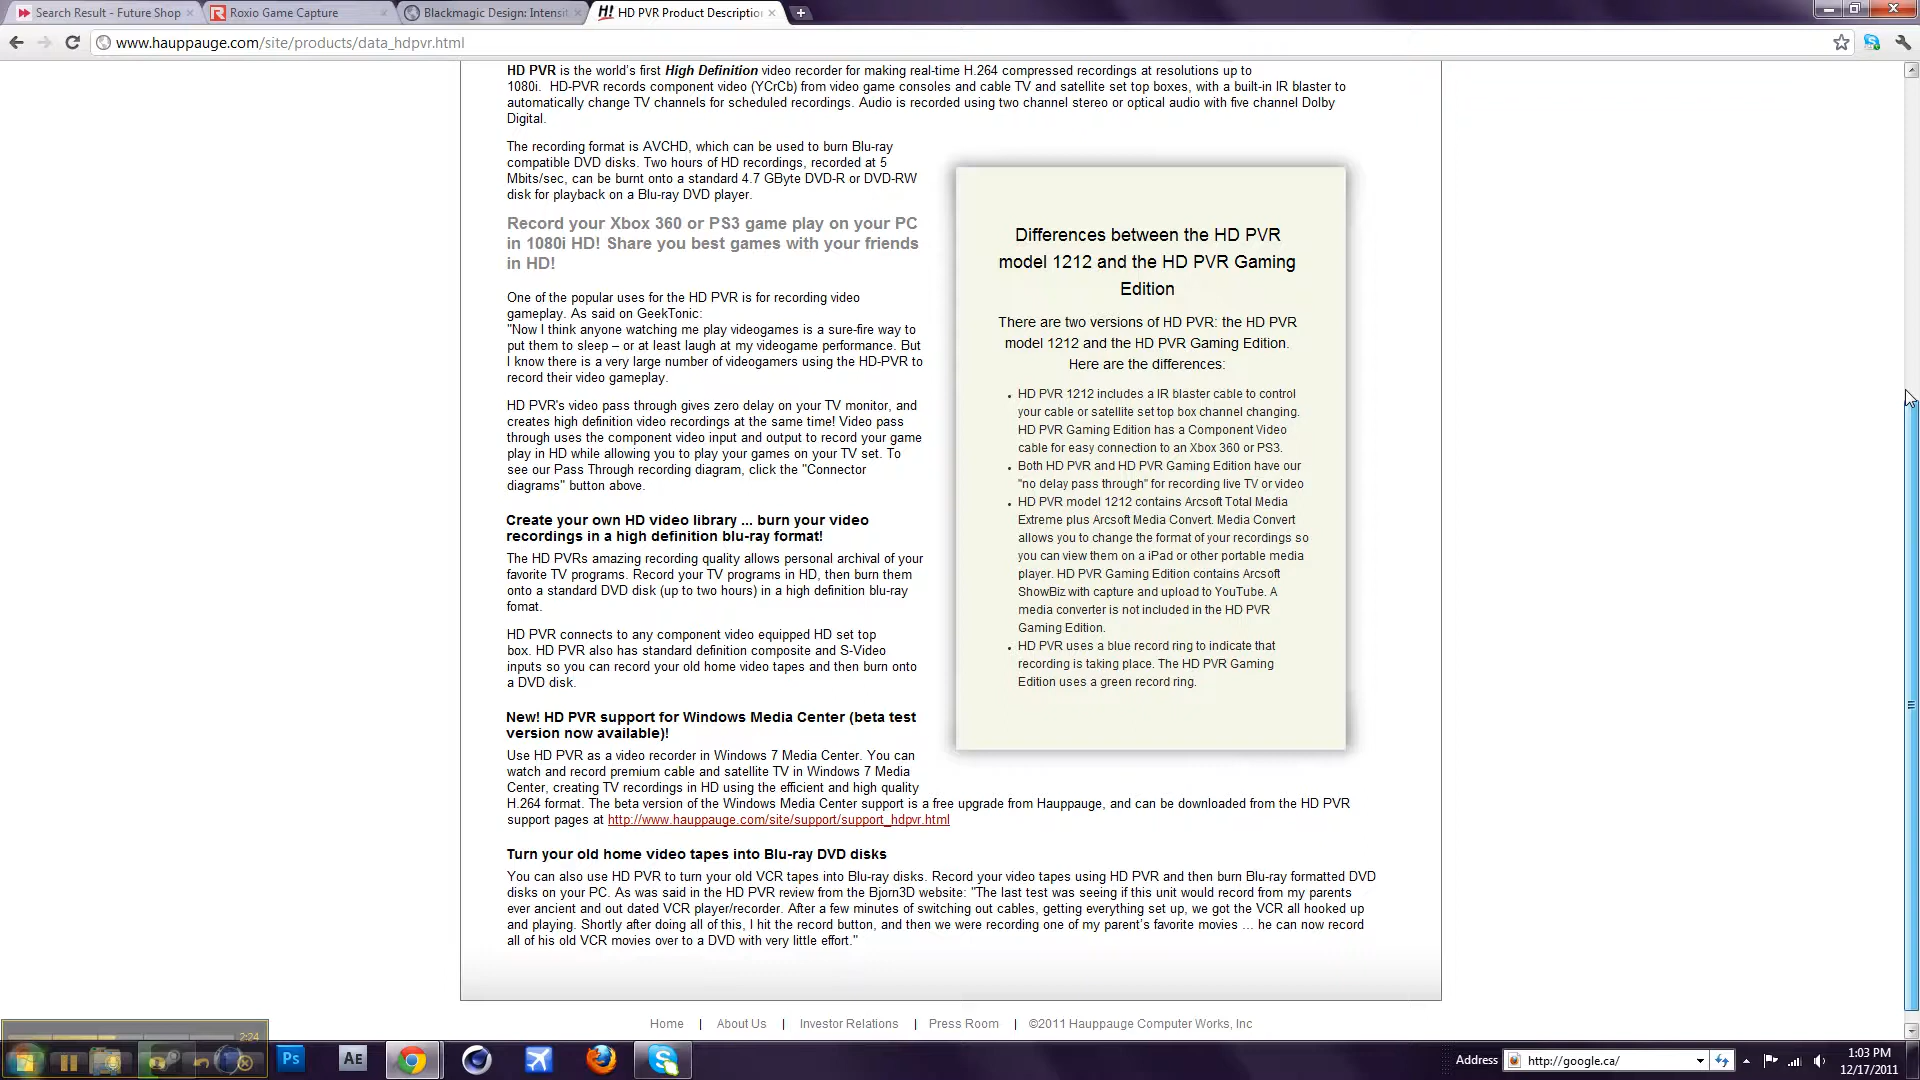 Search Result - Future Shop
Roxio Game Capture
Blackmagic Design: Intensit
H! HD PVR Product Descriptio
www.hauppauge.com/site/products/data_hdpvr.html
HD PVR is the world's first High Definition video recorder for making real-time H.264 compressed recordings at resolutions up to
1080i. HD-PVR records component video (YCrCb) from video game consoles and cable TV and satellite set top boxes, with a built-in IR blaster to
automatically change TV channels for scheduled recordings. Audio is recorded using two channel stereo or optical audio with five channel Dolby
Digital.
The recording format is AVCHD, which can be used to burn Blu-ray
compatible DVD disks. Two hours of HD recordings, recorded at 5
Mbits/sec, can be burnt onto a standard 4.7 GByte DVD-R or DVD-RW
disk for playback on a Blu-ray DVD player.
Record your Xbox 360 or PS3 game play on your PC
in 1080i HD! Share you best games with your friends
in HD!
One of the popular uses for the HD PVR is for recording video
gameplay. As said on GeekTonic:
"Now I think anyone watching me play videogames is a sure-fire way to
put them to sleep – or at least laugh at my videogame performance. But
I know there is a very large number of videogamers using the HD-PVR to
record their video gameplay.
HD PVR's video pass through gives zero delay on your TV monitor, and
creates high definition video recordings at the same time! Video pass
through uses the component video input and output to record your game
play in HD while allowing you to play your games on your TV set. To
see our Pass Through recording diagram, click the "Connector
diagrams" button above.
Create your own HD video library ... burn your video
recordings in a high definition blu-ray format!
The HD PVRs amazing recording quality allows personal archival of your
favorite TV programs. Record your TV programs in HD, then burn them
onto a standard DVD disk (up to two hours) in a high definition blu-ray
fomat.
HD PVR connects to any component video equipped HD set top
box. HD PVR also has standard definition composite and S-Video
inputs so you can record your old home video tapes and then burn onto
a DVD disk.
New! HD PVR support for Windows Media Center (beta test
version now available)!
Use HD PVR as a video recorder in Windows 7 Media Center. You can
watch and record premium cable and satellite TV in Windows 7 Media
Center, creating TV recordings in HD using the efficient and high quality
H.264 format. The beta version of the Windows Media Center support is a free upgrade from Hauppauge, and can be downloaded from the HD PVR
support pages at http://www.hauppauge.com/site/support/support_hdpvr.html
Turn your old home video tapes into Blu-ray DVD disks
You can also use HD PVR to turn your old VCR tapes into Blu-ray disks. Record your video tapes using HD PVR and then burn Blu-ray formatted DVD
disks on your PC. As was said in the HD PVR review from the Bjorn3D website: "The last test was seeing if this unit would record from my parents
ever ancient and out dated VCR player/recorder. After a few minutes of switching out cables, getting everything set up, we got the VCR all hooked up
and playing. Shortly after doing all of this, I hit the record button, and then we were recording one of my parent's favorite movies ... he can now record
all of his old VCR movies over to a DVD with very little effort."
Differences between the HD PVR
model 1212 and the HD PVR Gaming
Edition
There are two versions of HD PVR: the HD PVR
model 1212 and the HD PVR Gaming Edition.
Here are the differences:
• HD PVR 1212 includes a IR blaster cable to control
your cable or satellite set top box channel changing.
HD PVR Gaming Edition has a Component Video
cable for easy connection to an Xbox 360 or PS3.
• Both HD PVR and HD PVR Gaming Edition have our
"no delay pass through" for recording live TV or video
• HD PVR model 1212 contains Arcsoft Total Media
Extreme plus Arcsoft Media Convert. Media Convert
allows you to change the format of your recordings so
you can view them on a iPad or other portable media
player. HD PVR Gaming Edition contains Arcsoft
ShowBiz with capture and upload to YouTube. A
media converter is not included in the HD PVR
Gaming Edition.
• HD PVR uses a blue record ring to indicate that
recording is taking place. The HD PVR Gaming
Edition uses a green record ring.
Home | About Us | Investor Relations | Press Room | ©2011 Hauppauge Computer Works, Inc
2:24
Ps
AE
Address
http://google.ca/
1:03 PM
12/17/2011